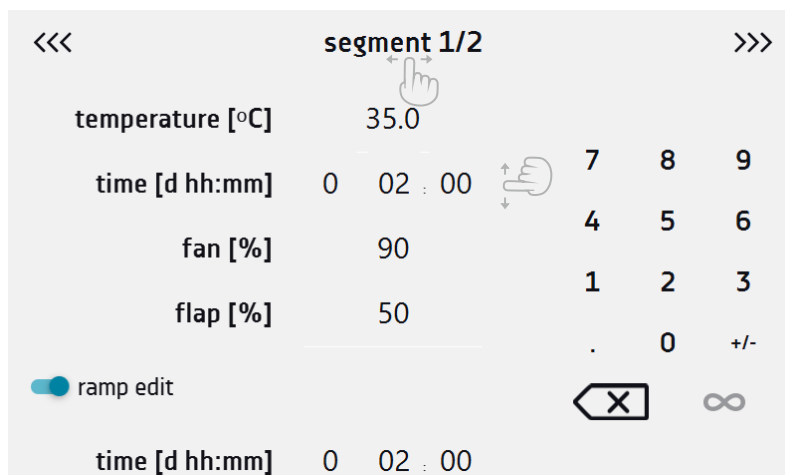 <<< segment 1/2 >>>
temperature [°C] 35.0
time [d hh:mm] 0 02 : 00
7 8 9
fan [%] 90
4 5 6
flap [%] 50
1 2 3
. 0 +/-
ramp edit
∞
time [d hh:mm] 0 02 : 00